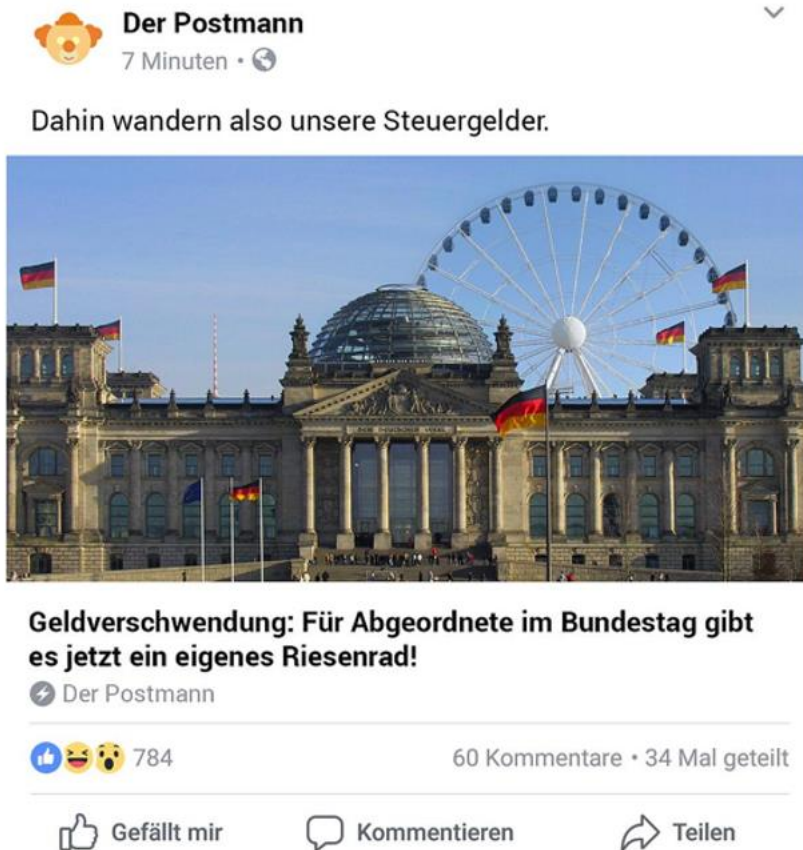 Der Postmann
7 Minuten •
Dahin wandern also unsere Steuergelder.
Geldverschwendung: Für Abgeordnete im Bundestag gibt
es jetzt ein eigenes Riesenrad!
Der Postmann
784
60 Kommentare • 34 Mal geteilt
Gefällt mir
Kommentieren
Teilen